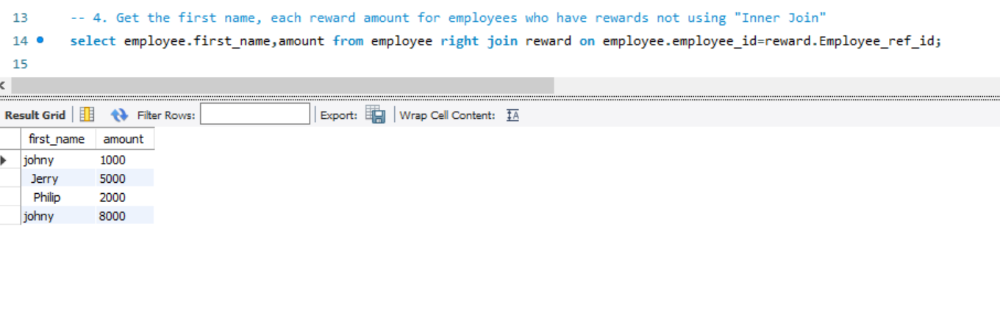 13 -- 4. Get the first name, each reward amount for employees who have rewards not using "Inner Join"
14 select employee.first_name,amount from employee right join reward on employee.employee_id=reward.Employee_ref_id;
15
Result Grid Filter Rows: Export: Wrap Cell Content: IA
first_name amount
johny 1000
Jerry 5000
Philip 2000
johny 8000